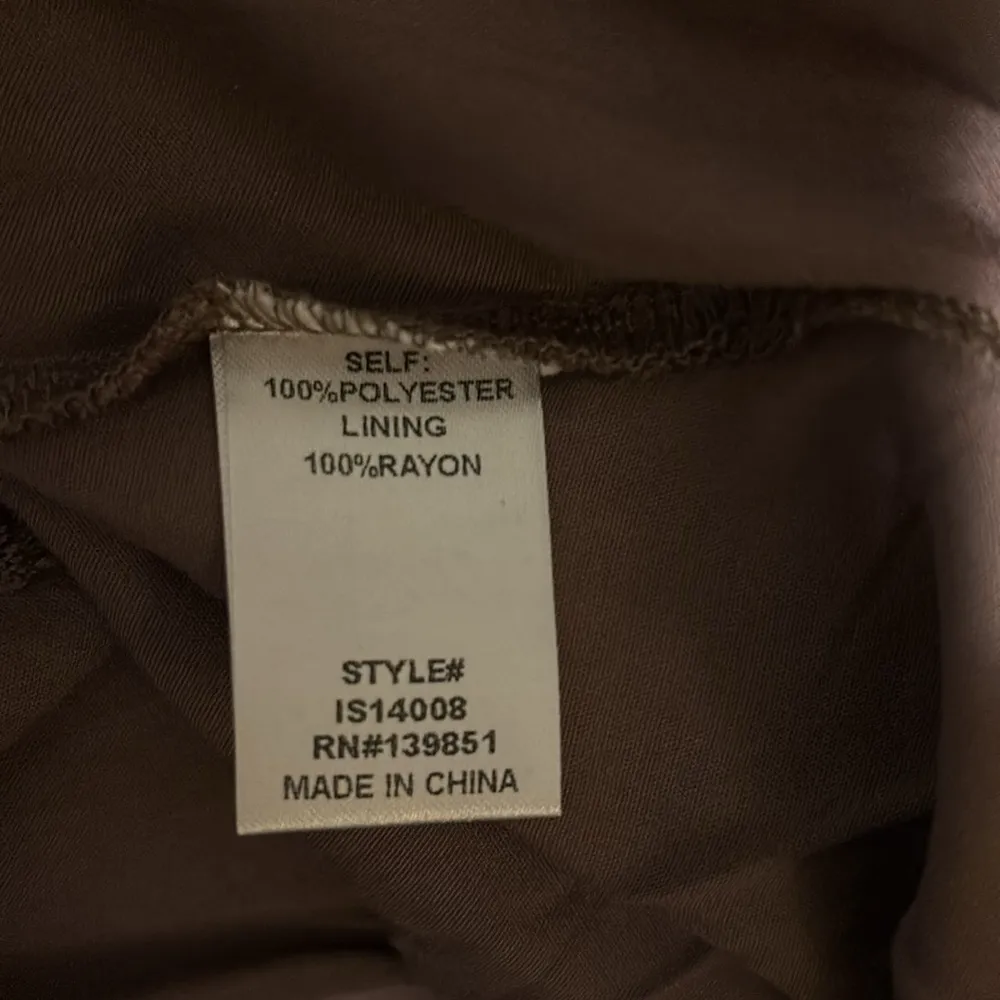 SELF:
100%POLYESTER
LINING
100%RAYON
STYLE#
IS14008
RN#139851
MADE IN CHINA